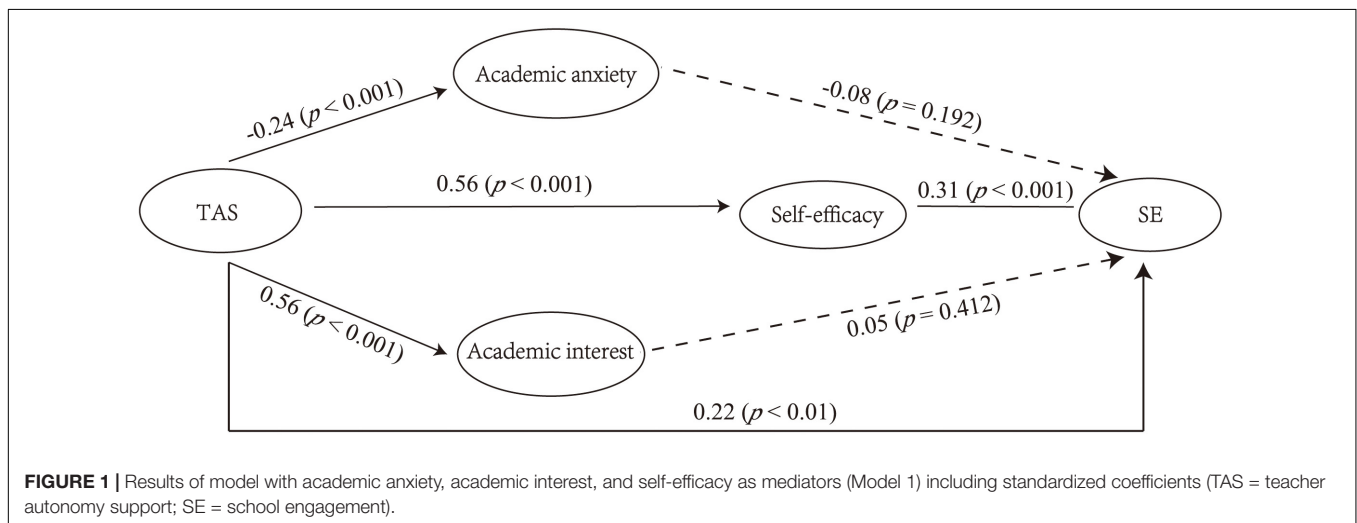 Academic anxiety
-0.24 (p < 0.001)
-0.08 (p = 0.192)
TAS
0.56 (p < 0.001)
Self-efficacy
0.31 (p < 0.001)
SE
0.56 (p < 0.001)
Academic interest
0.05 (p = 0.412)
0.22 (p < 0.01)
FIGURE 1 | Results of model with academic anxiety, academic interest, and self-efficacy as mediators (Model 1) including standardized coefficients (TAS = teacher
autonomy support; SE = school engagement).